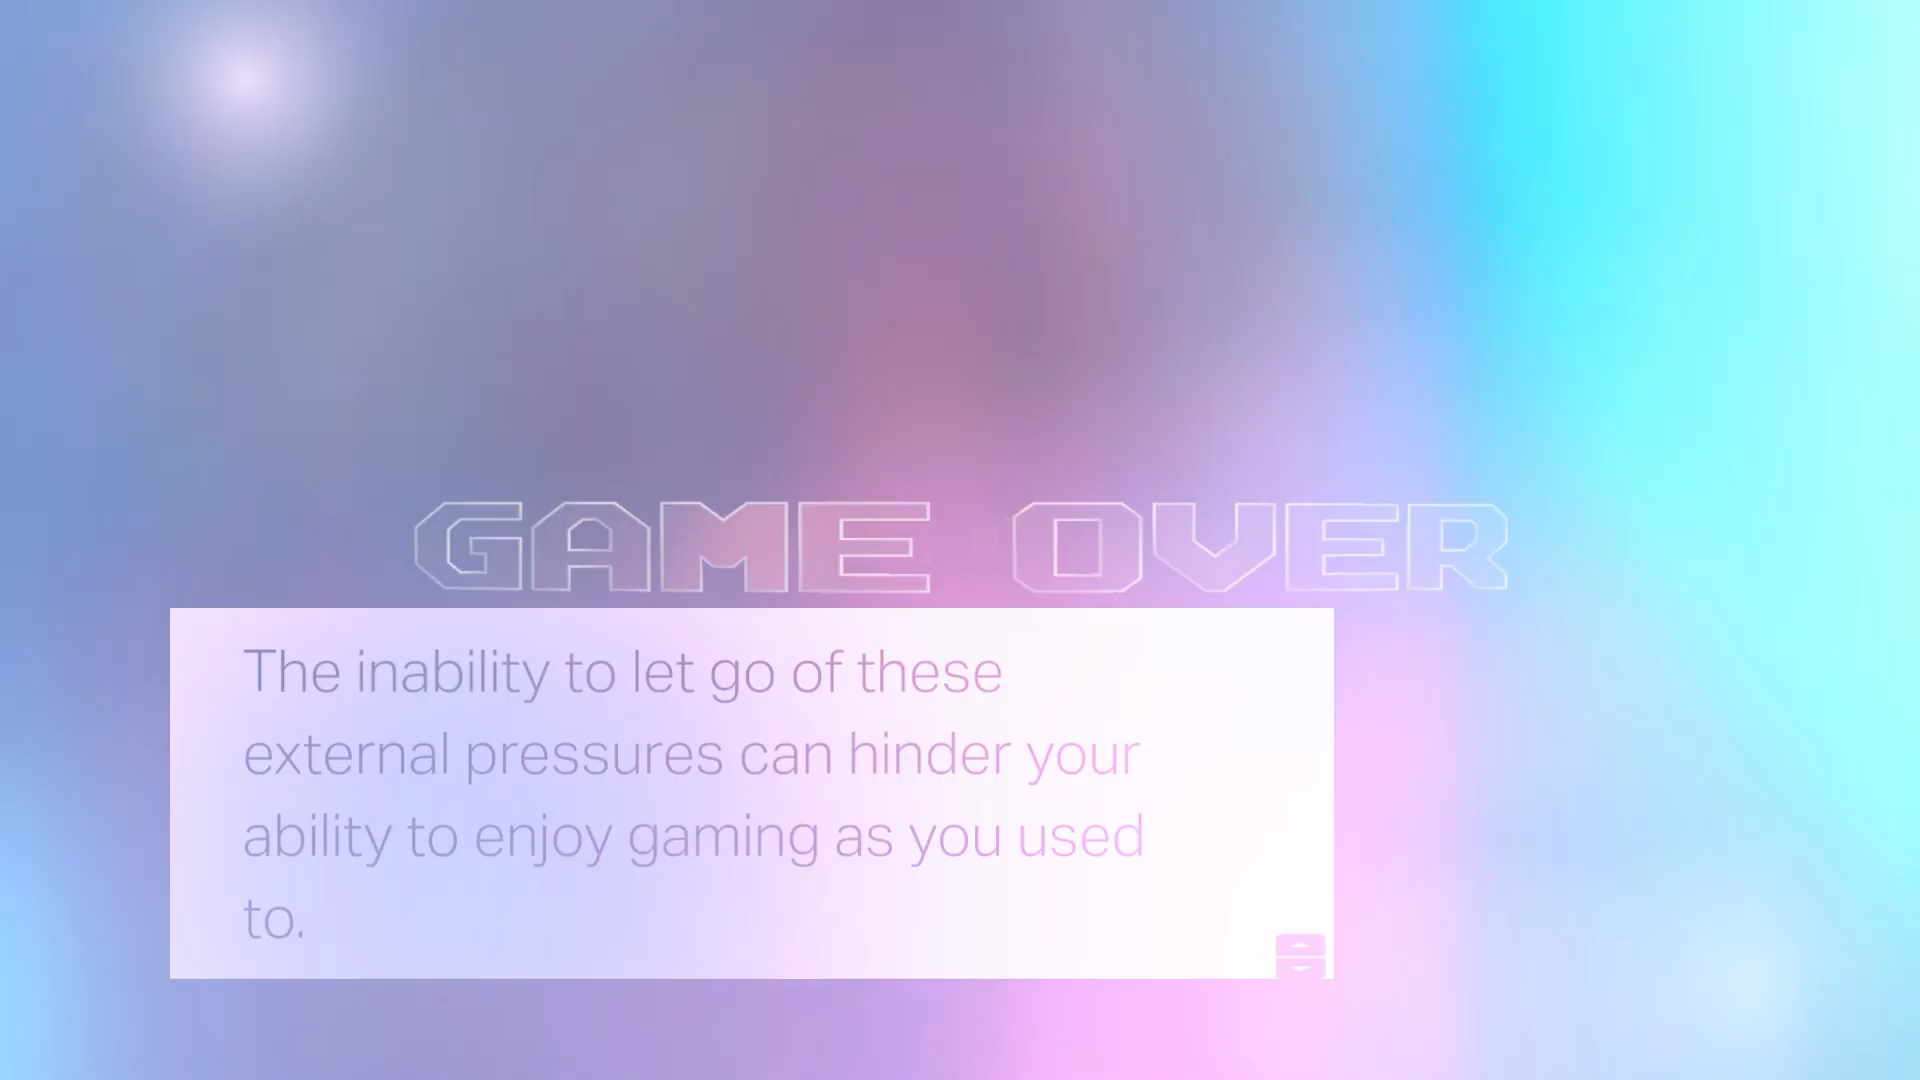 GAME OVER
The inability to let go of these
external pressures can hinder your
ability to enjoy gaming as you used
to.